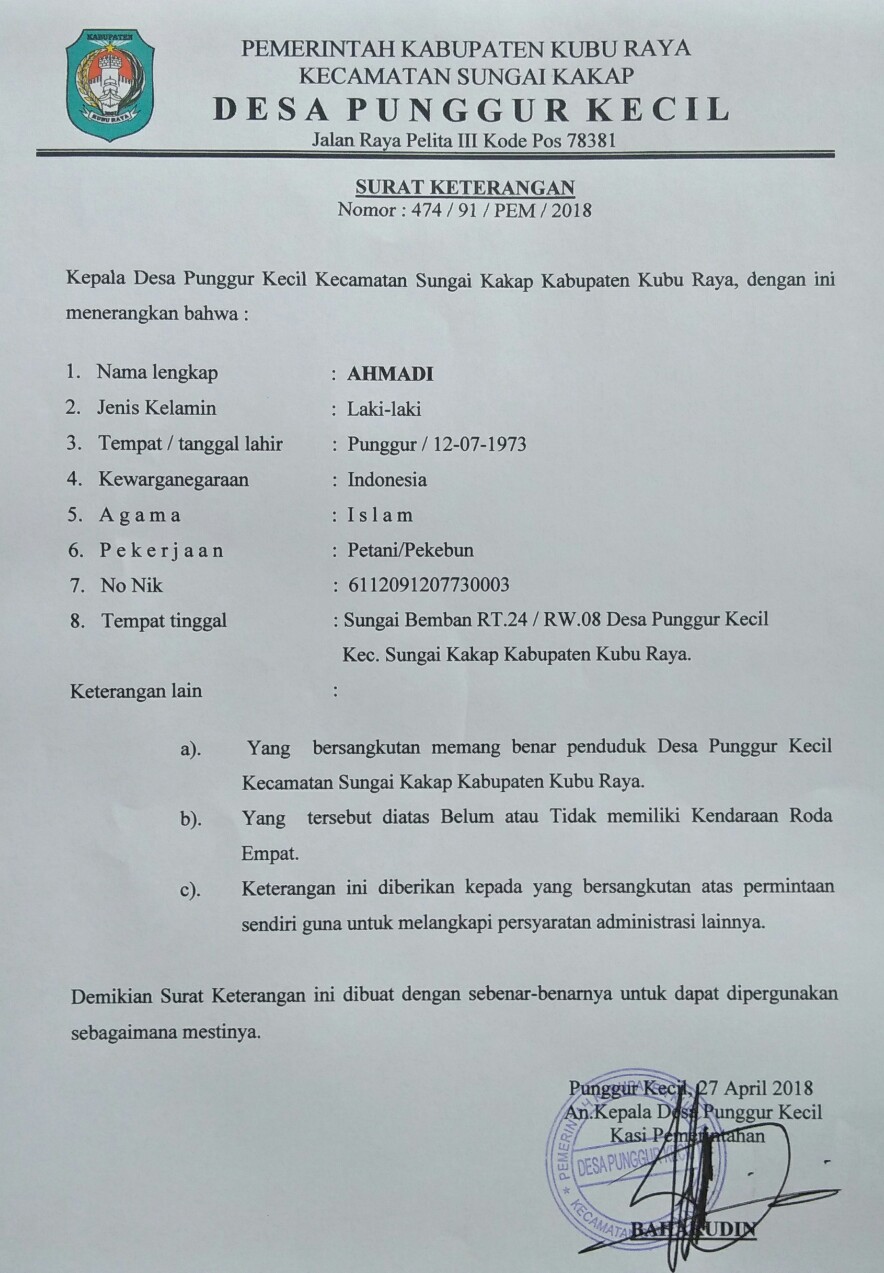 KABUPATEN
KUBU RAYA
PEMERINTAH KABUPATEN KUBU RAYA
KECAMATAN SUNGAI KAKAP
DESA PUNGGUR KECIL
Jalan Raya Pelita III Kode Pos 78381
SURAT KETERANGAN
Nomor : 474 / 91 / PEM / 2018
Kepala Desa Punggur Kecil Kecamatan Sungai Kakap Kabupaten Kubu Raya, dengan ini
menerangkan bahwa :
1. Nama lengkap : AHMADI
2. Jenis Kelamin : Laki-laki
3. Tempat / tanggal lahir : Punggur / 12-07-1973
4. Kewarganegaraan : Indonesia
5. A g a m a : I s l a m
6. P e k e r j a a n : Petani/Pekebun
7. No Nik : 6112091207730003
8. Tempat tinggal : Sungai Bemban RT.24 / RW.08 Desa Punggur Kecil
Kec. Sungai Kakap Kabupaten Kubu Raya.
Keterangan lain :
a). Yang bersangkutan memang benar penduduk Desa Punggur Kecil
Kecamatan Sungai Kakap Kabupaten Kubu Raya.
b). Yang tersebut diatas Belum atau Tidak memiliki Kendaraan Roda
Empat.
c). Keterangan ini diberikan kepada yang bersangkutan atas permintaan
sendiri guna untuk melangkapi persyaratan administrasi lainnya.
Demikian Surat Keterangan ini dibuat dengan sebenar-benarnya untuk dapat dipergunakan
sebagaimana mestinya.
Punggur Kecil, 27 April 2018
An.Kepala Desa Punggur Kecil
Kasi Pemerintahan
DESA PUNGGUR KECIL
BAHARUDIN